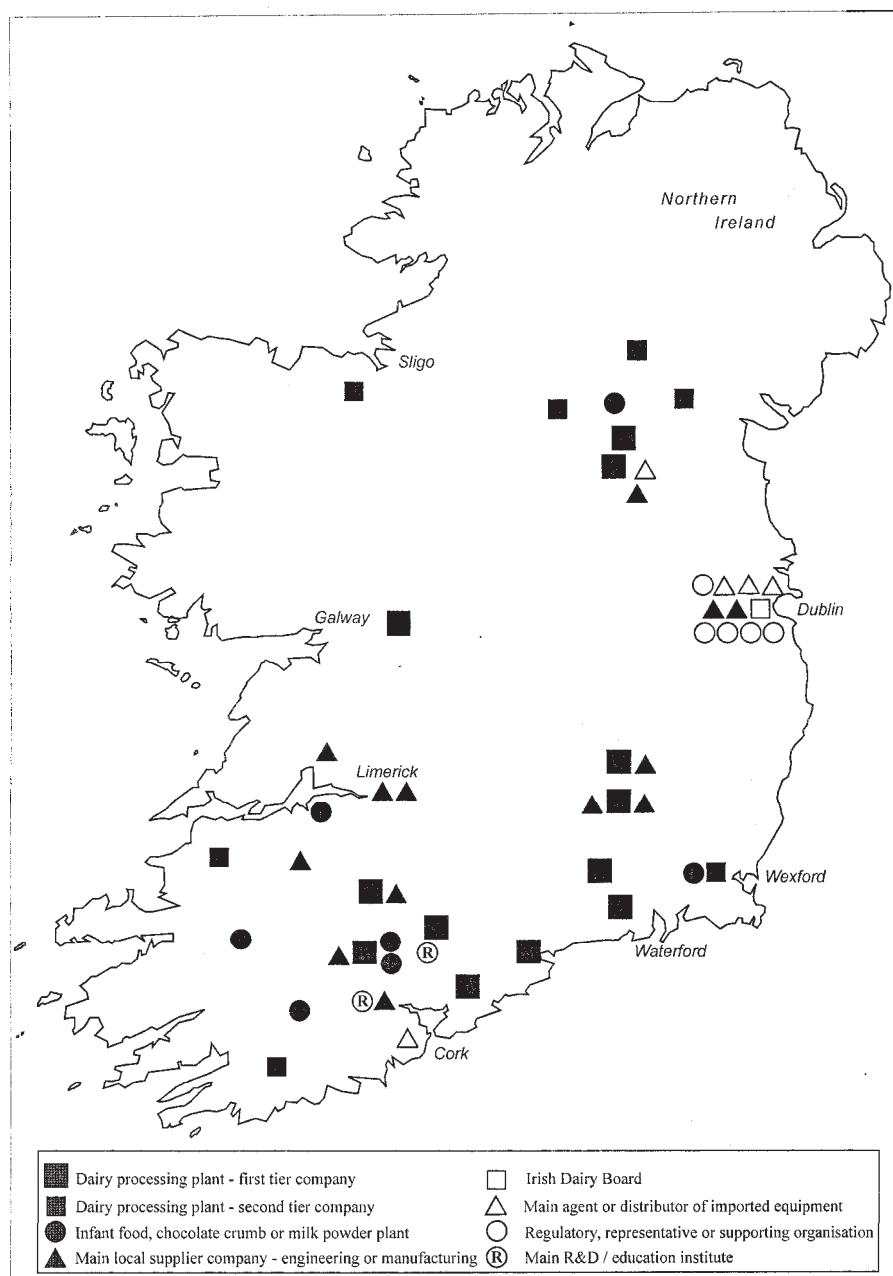 Northern
Ireland
Sligo
Galway
Dublin
Limerick
Wexford
Waterford
R
R
Cork
Dairy processing plant - first tier company
Dairy processing plant - second tier company
Infant food, chocolate crumb or milk powder plant
Main local supplier company - engineering or manufacturing
Irish Dairy Board
Main agent or distributor of imported equipment
Regulatory, representative or supporting organisation
R Main R&D / education institute